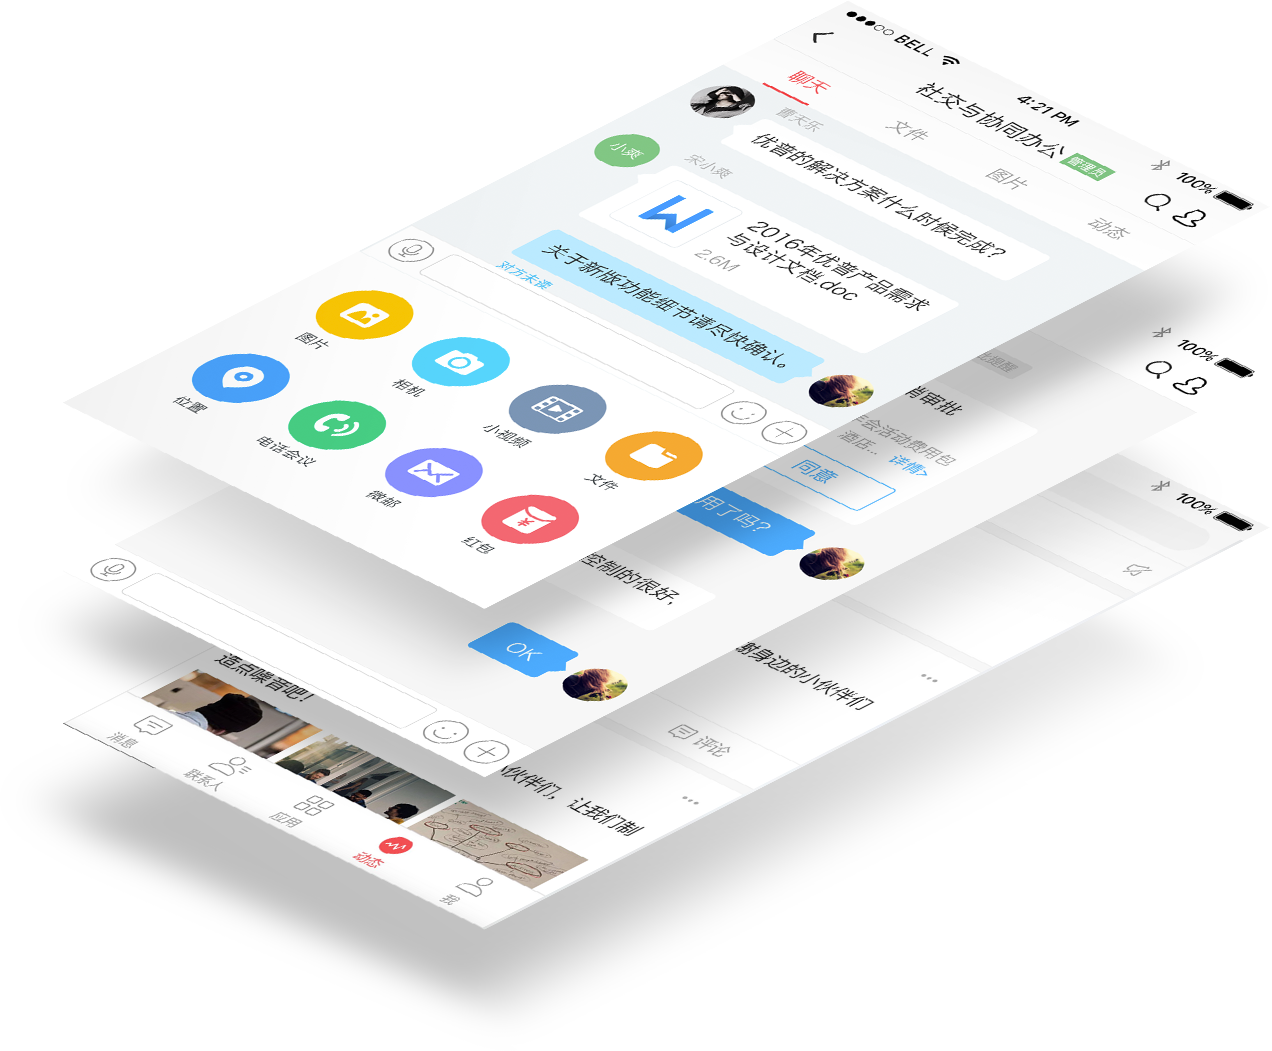 BELL
4:21 PM
100%
社交与协同办公
管理员
聊天
文件
图片
动态
曹天乐
优普的解决方案什么时候完成?
小爽
宋小爽
2016年优普产品需求
与设计文档.doc
2.6M
关于新版功能细节请尽快确认。
对方未读
图片
相机
小视频
文件
位置
电话会议
微邮
红包
100%
批提醒
肖审批
会活动费用包
酒店... 详情>
同意
用了吗?
控制的很好,
OK
100%
谢身边的小伙伴们
评论
伙伴们，让我们制
造点噪音吧!
消息
联系人
应用
动态
我